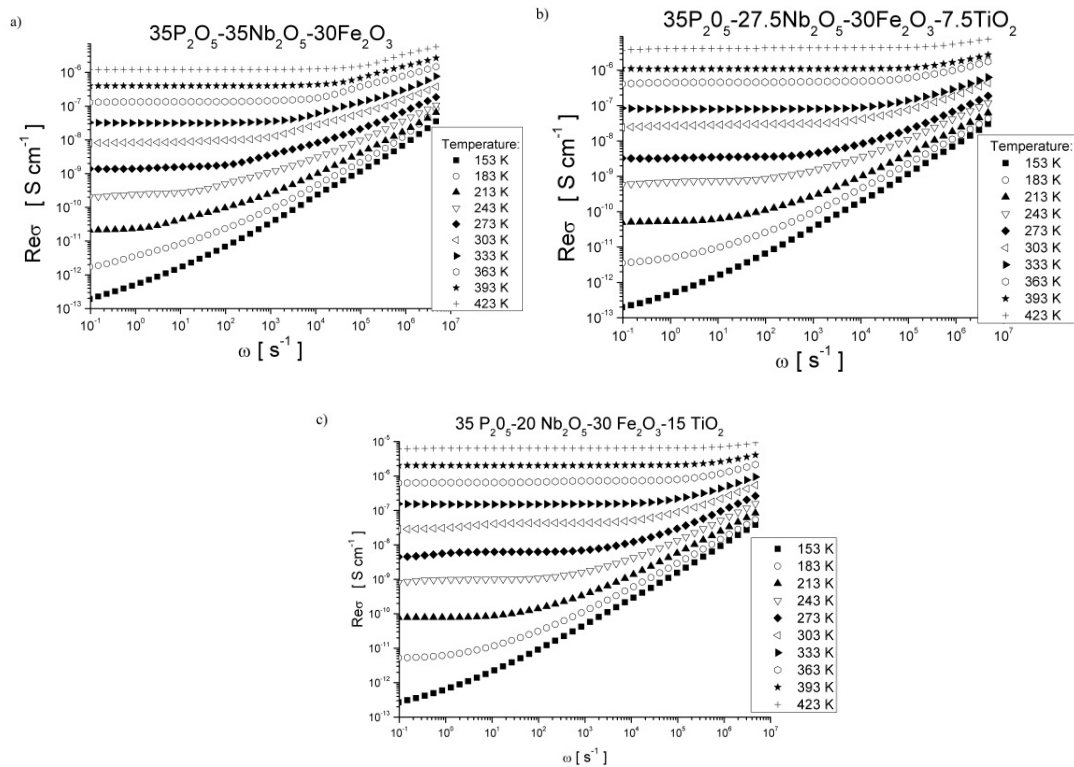 a)
35P₂O₅-35Nb₂O₅-30Fe₂O₃
10⁻⁶
10⁻⁷
10⁻⁸
10⁻⁹
10⁻¹⁰
10⁻¹¹
10⁻¹²
10⁻¹³
Reσ [ S cm⁻¹]
10⁻¹ 10⁰ 10¹ 10² 10³ 10⁴ 10⁵ 10⁶ 10⁷
ω [ s⁻¹]
Temperature:
153 K
183 K
213 K
243 K
273 K
303 K
333 K
363 K
393 K
423 K
b)
35P₂0₅-27.5Nb₂O₅-30Fe₂O₃-7.5TiO₂
10⁻⁵
10⁻⁶
10⁻⁷
10⁻⁸
10⁻⁹
10⁻¹⁰
10⁻¹¹
10⁻¹²
10⁻¹³
Reσ [ S cm⁻¹]
10⁻¹ 10⁰ 10¹ 10² 10³ 10⁴ 10⁵ 10⁶ 10⁷
ω [ s⁻¹]
Temperature:
153 K
183 K
213 K
243 K
273 K
303 K
333 K
363 K
393 K
423 K
c)
35 P₂0₅-20 Nb₂O₅-30 Fe₂O₃-15 TiO₂
10⁻⁵
10⁻⁶
10⁻⁷
10⁻⁸
10⁻⁹
10⁻¹⁰
10⁻¹¹
10⁻¹²
10⁻¹³
Reσ [ S cm⁻¹]
10⁻¹ 10⁰ 10¹ 10² 10³ 10⁴ 10⁵ 10⁶ 10⁷
ω [ s⁻¹]
153 K
183 K
213 K
243 K
273 K
303 K
333 K
363 K
393 K
423 K